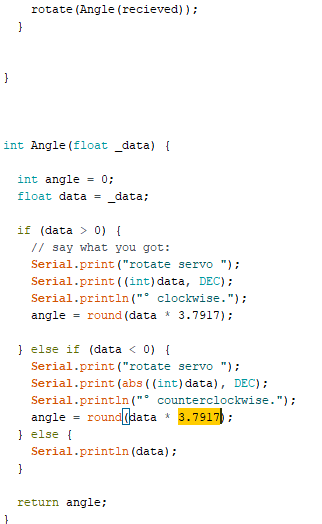 rotate(Angle(recieved));
}
}
int Angle(float _data) {
int angle = 0;
float data = _data;
if (data > 0) {
// say what you got:
Serial.print("rotate servo ");
Serial.print((int)data, DEC);
Serial.println("° clockwise.");
angle = round(data * 3.7917);
} else if (data < 0) {
Serial.print("rotate servo ");
Serial.print(abs((int)data), DEC);
Serial.println("° counterclockwise.");
angle = round(data * 3.7917);
} else {
Serial.println(data);
}
return angle;
}